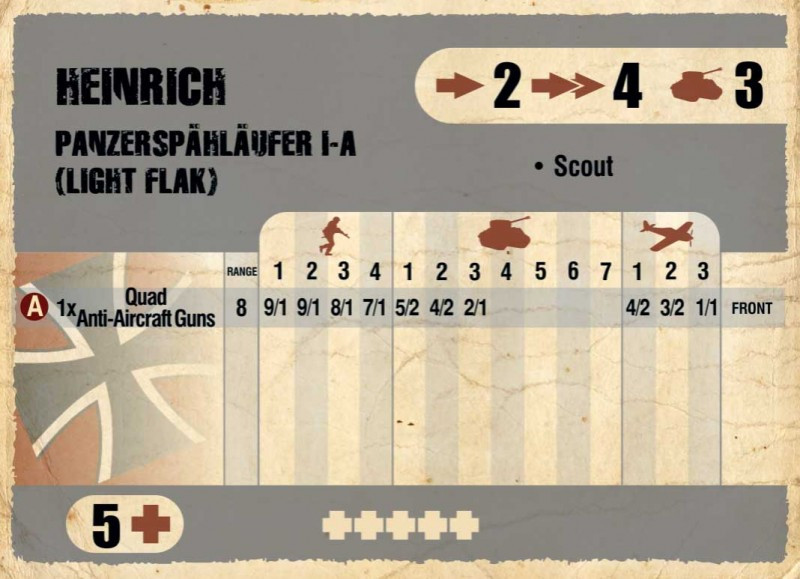 HEINRICH
2 4 3
PANZERSPÄHLÄUFER I-A
(LIGHT FLAK)
• Scout
RANGE 1 2 3 4 1 2 3 4 5 6 7 1 2 3
A 1x Quad Anti-Aircraft Guns 8 9/1 9/1 8/1 7/1 5/2 4/2 2/1 4/2 3/2 1/1 FRONT
5